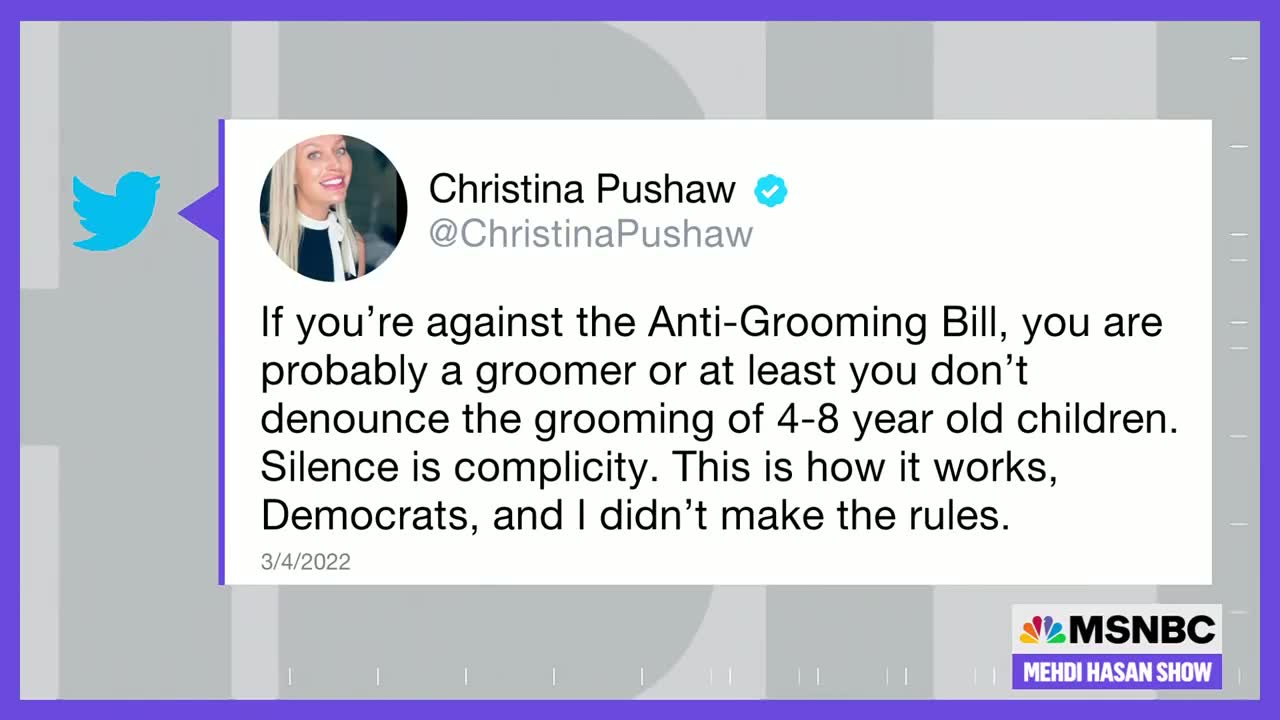 Christina Pushaw
@ChristinaPushaw
If you’re against the Anti-Grooming Bill, you are
probably a groomer or at least you don’t
denounce the grooming of 4-8 year old children.
Silence is complicity. This is how it works,
Democrats, and I didn’t make the rules.
3/4/2022
MSNBC
MEHDI HASAN SHOW